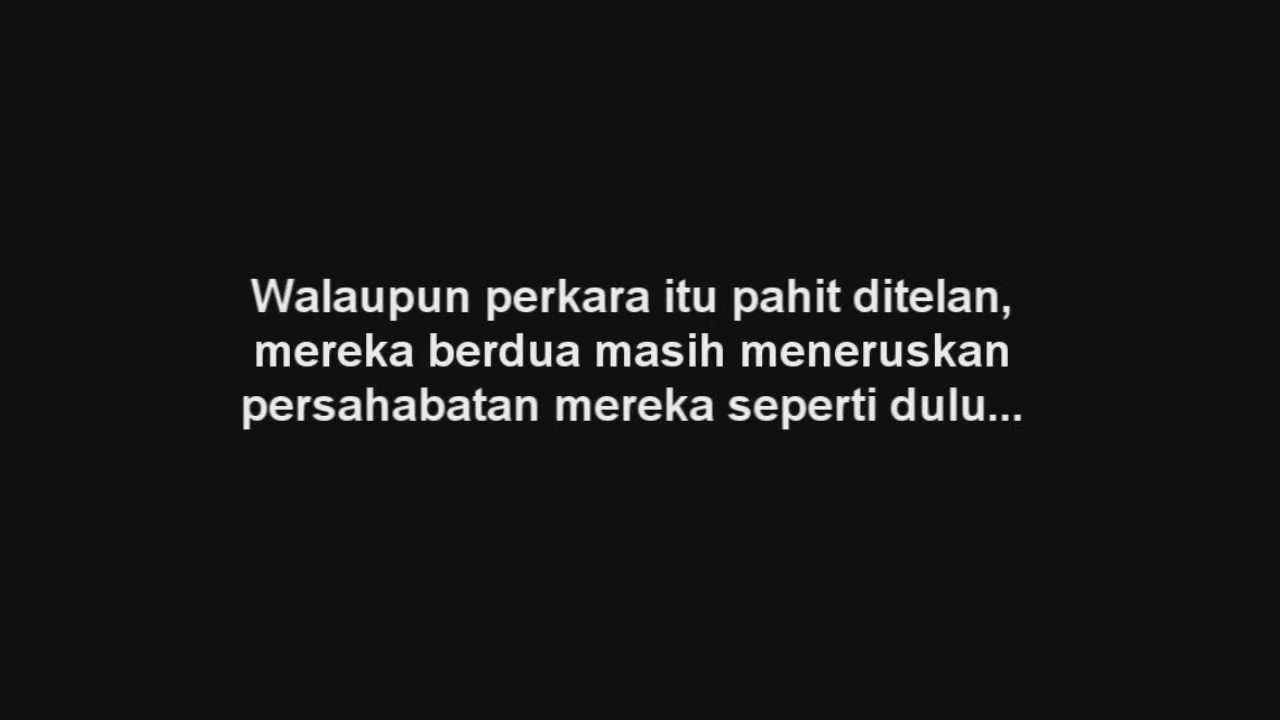 Walaupun perkara itu pahit ditelan,
mereka berdua masih meneruskan
persahabatan mereka seperti dulu...